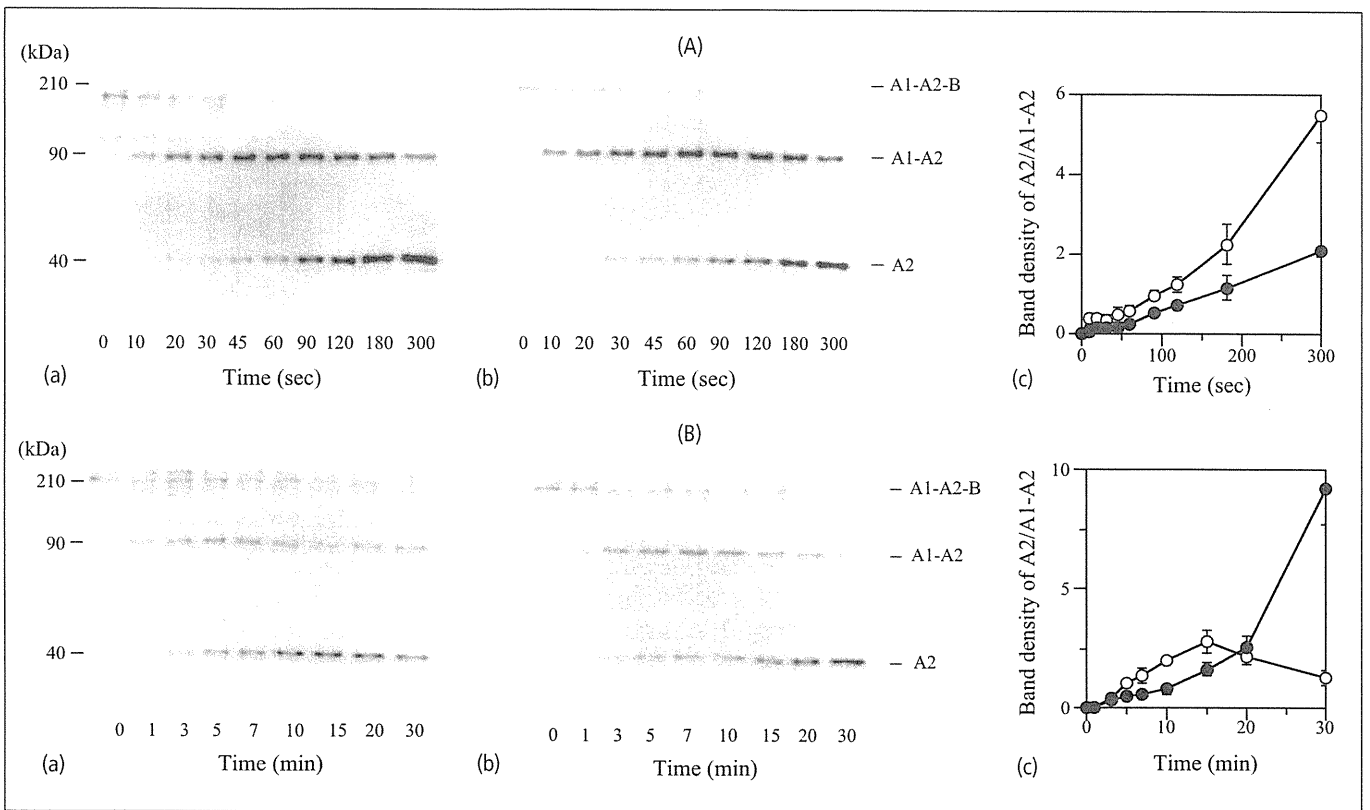 (A)
(kDa)
210
90
40
0 10 20 30 45 60 90 120 180 300
Time (sec)
(a)
0 10 20 30 45 60 90 120 180 300
Time (sec)
(b)
A1-A2-B
A1-A2
A2
Band density of A2/A1-A2
6
4
2
0
0 100 200 300
Time (sec)
(c)
(B)
(kDa)
210
90
40
0 1 3 5 7 10 15 20 30
Time (min)
(a)
0 1 3 5 7 10 15 20 30
Time (min)
(b)
A1-A2-B
A1-A2
A2
Band density of A2/A1-A2
10
5
0
0 10 20 30
Time (min)
(c)